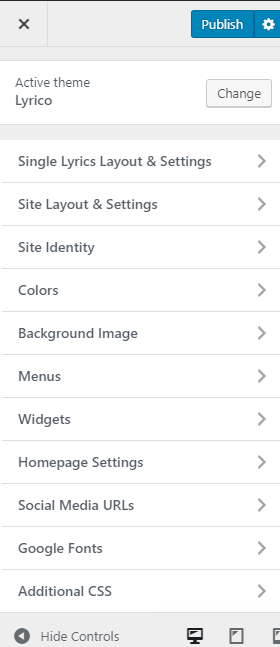 Publish
Active theme
Lyrico
Change
Single Lyrics Layout & Settings
Site Layout & Settings
Site Identity
Colors
Background Image
Menus
Widgets
Homepage Settings
Social Media URLs
Google Fonts
Additional CSS
Hide Controls